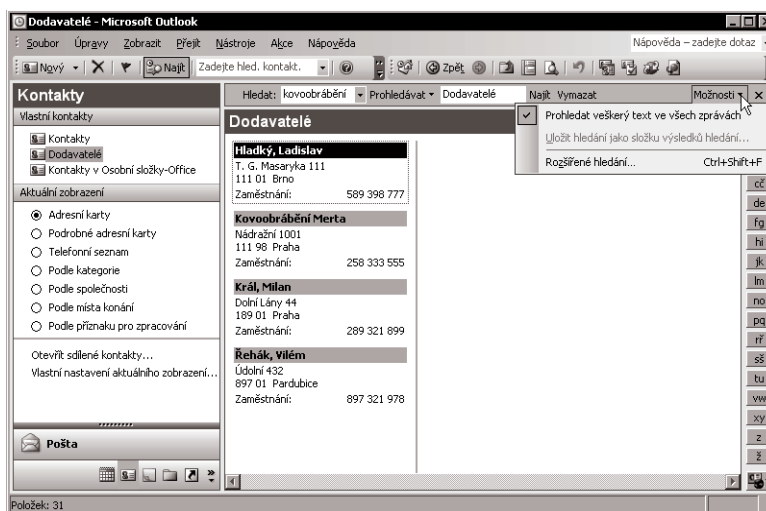 Dodavatelé - Microsoft Outlook
Soubor Úpravy Zobrazit Přejít Nástroje Akce Nápověda Nápověda – zadejte dotaz
Nový Najít Zadejte hled. kontakt. Zpět
Kontakty
Vlastní kontakty
Kontakty
Dodavatelé
Kontakty v Osobní složky-Office
Aktuální zobrazení
Adresní karty
Podrobné adresní karty
Telefonní seznam
Podle kategorie
Podle společnosti
Podle místa konání
Podle příznaku pro zpracování
Otevřít sdílené kontakty...
Vlastní nastavení aktuálního zobrazení...
Pošta
Hledat: kovoobrábění Prohledávat Dodavatelé Najít Vymazat Možnosti
Prohledat veškerý text ve všech zprávách
Uložit hledání jako složku výsledků hledání...
Rozšířené hledání... Ctrl+Shift+F
Dodavatelé
Hladký, Ladislav
T. G. Masaryka 111
111 01 Brno
Zaměstnání: 589 398 777
Kovoobrábění Merta
Nádražní 1001
111 98 Praha
Zaměstnání: 258 333 555
Král, Milan
Dolní Lány 44
189 01 Praha
Zaměstnání: 289 321 899
Řehák, Vilém
Údolní 432
897 01 Pardubice
Zaměstnání: 897 321 978
cč
de
fg
hi
jk
lm
no
pq
rř
sš
tu
vw
xy
z
ž
Položek: 31